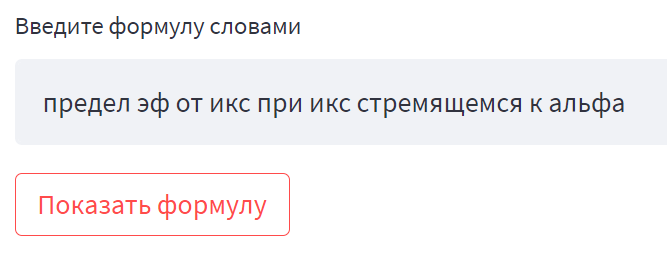 Введите формулу словами
предел эф от икс при икс стремящемся к альфа
Показать формулу